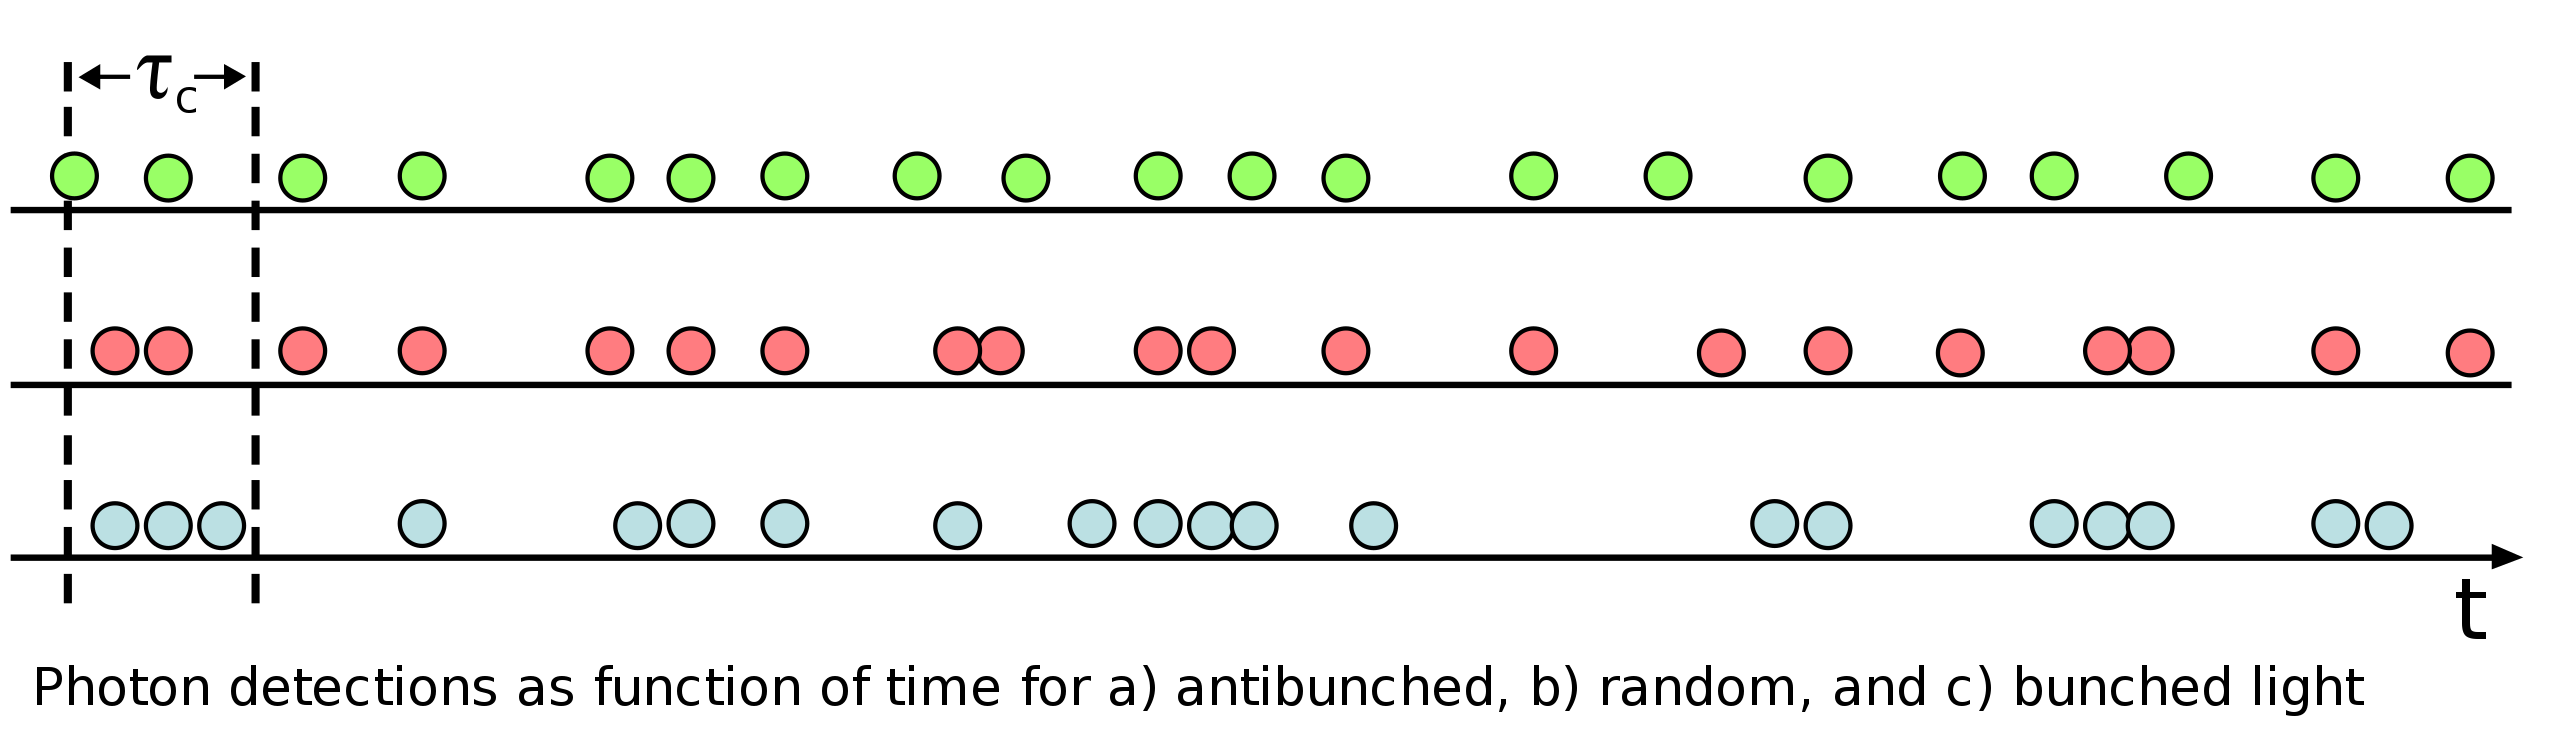 τc
t
Photon detections as function of time for a) antibunched, b) random, and c) bunched light